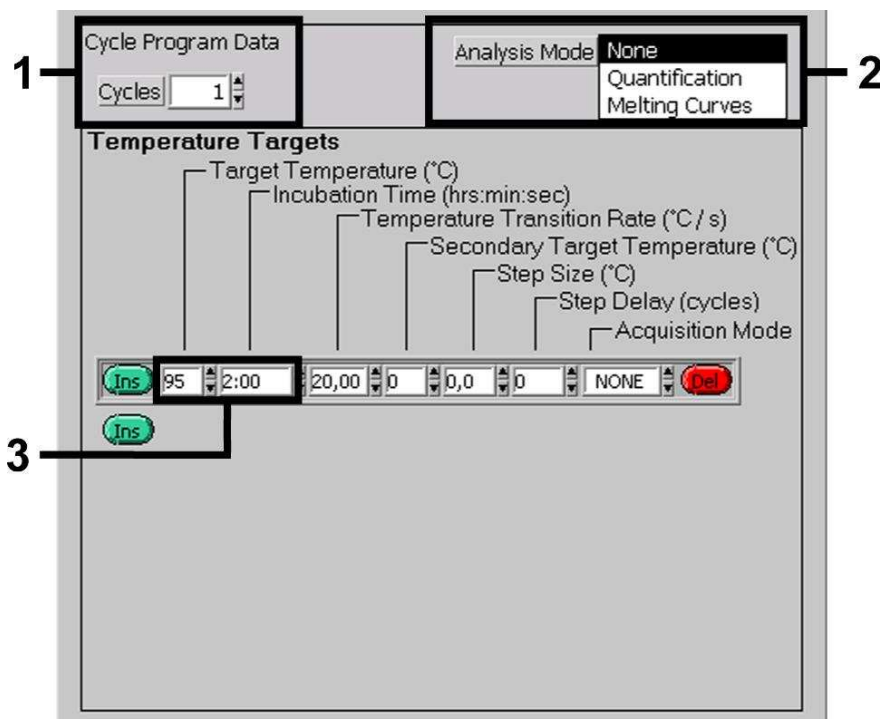 Cycle Program Data
Cycles 1
Analysis Mode None
Quantification
Melting Curves
1
2
Temperature Targets
Target Temperature (°C)
Incubation Time (hrs:min:sec)
Temperature Transition Rate (°C / s)
Secondary Target Temperature (°C)
Step Size (°C)
Step Delay (cycles)
Acquisition Mode
Ins 95 2:00 20,00 0 0,0 0 NONE Del
Ins
3